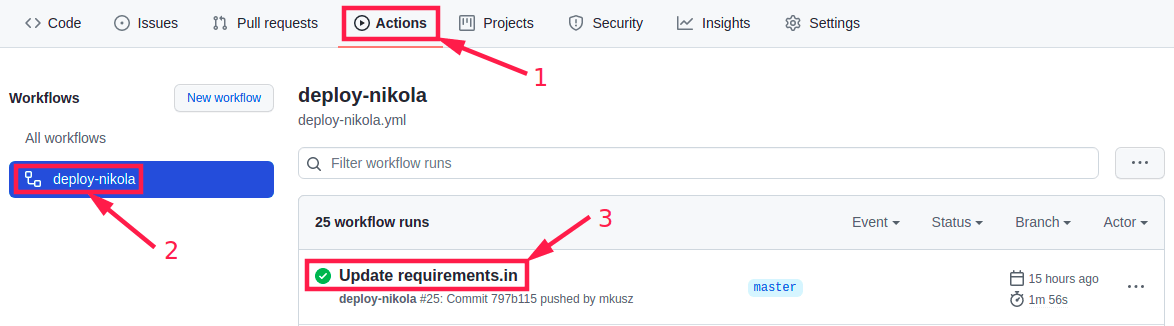 Code Issues Pull requests Actions Projects Security Insights Settings
1
Workflows New workflow
All workflows
deploy-nikola
2
deploy-nikola
deploy-nikola.yml
Filter workflow runs
25 workflow runs Event Status Branch Actor
3
Update requirements.in
deploy-nikola #25: Commit 797b115 pushed by mkusz
master
15 hours ago
1m 56s